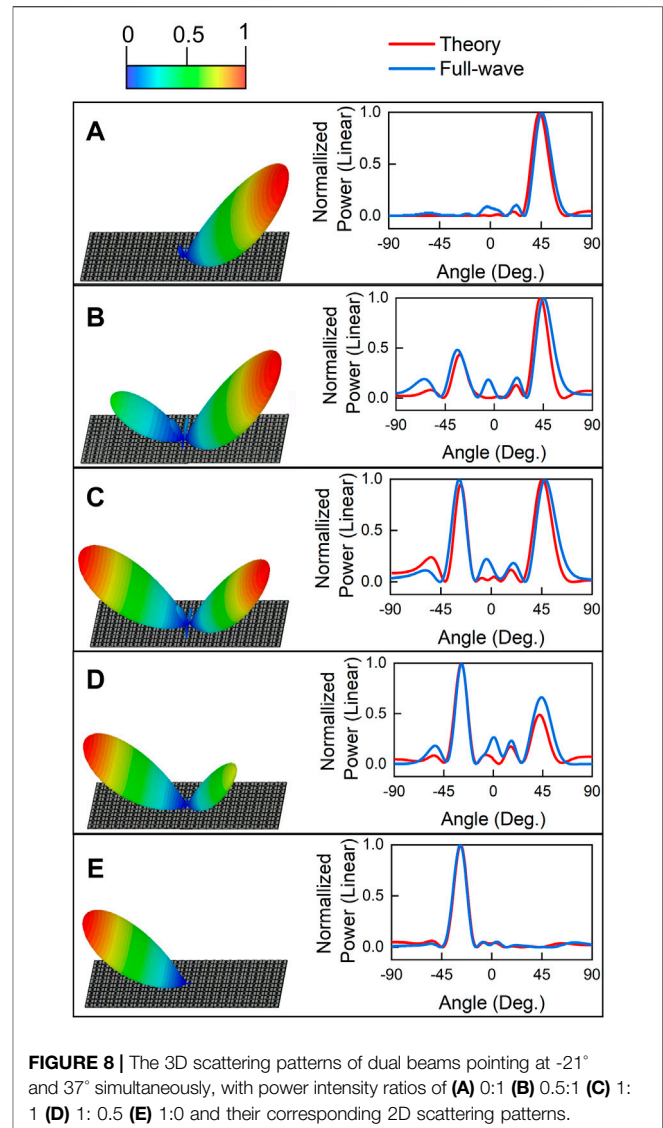 0 0.5 1
Theory
Full-wave
A
Normallized
Power (Linear)
1.0
0.5
0.0
-90 -45 0 45 90
Angle (Deg.)
B
Normallized
Power (Linear)
1.0
0.5
0.0
-90 -45 0 45 90
Angle (Deg.)
C
Normallized
Power (Linear)
1.0
0.5
0.0
-90 -45 0 45 90
Angle (Deg.)
D
Normallized
Power (Linear)
1.0
0.5
0.0
-90 -45 0 45 90
Angle (Deg.)
E
Normallized
Power (Linear)
1.0
0.5
0.0
-90 -45 0 45 90
Angle (Deg.)
FIGURE 8 | The 3D scattering patterns of dual beams pointing at -21°
and 37° simultaneously, with power intensity ratios of (A) 0:1 (B) 0.5:1 (C) 1:
1 (D) 1: 0.5 (E) 1:0 and their corresponding 2D scattering patterns.